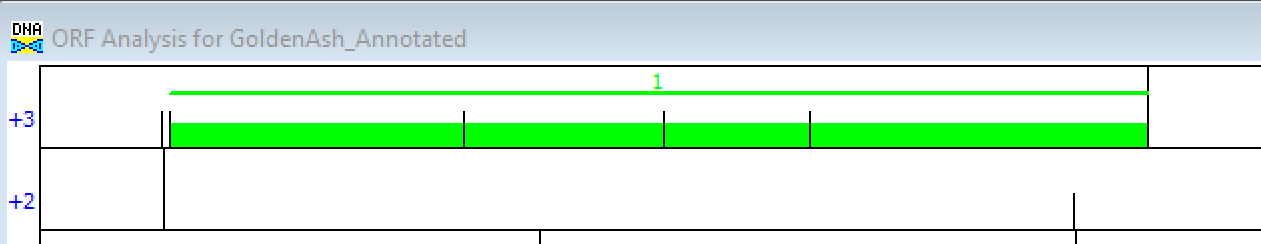 DNA
ORF Analysis for GoldenAsh_Annotated
1
+3
+2